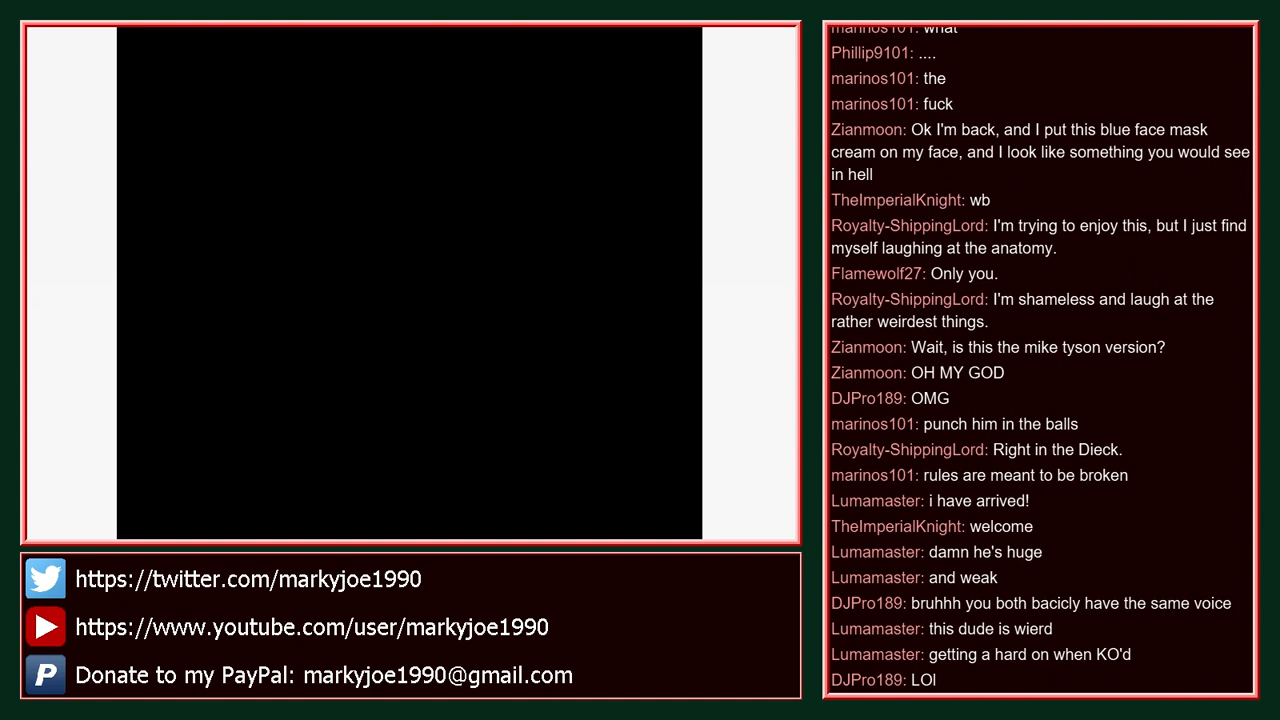 marinos101: what
Phillip9101: ....
marinos101: the
marinos101: fuck
Zianmoon: Ok I'm back, and I put this blue face mask
cream on my face, and I look like something you would see
in hell
TheImperialKnight: wb
Royalty-ShippingLord: I'm trying to enjoy this, but I just find
myself laughing at the anatomy.
Flamewolf27: Only you.
Royalty-ShippingLord: I'm shameless and laugh at the
rather weirdest things.
Zianmoon: Wait, is this the mike tyson version?
Zianmoon: OH MY GOD
DJPro189: OMG
marinos101: punch him in the balls
Royalty-ShippingLord: Right in the Dieck.
marinos101: rules are meant to be broken
Lumamaster: i have arrived!
TheImperialKnight: welcome
Lumamaster: damn he's huge
Lumamaster: and weak
DJPro189: bruhhh you both bacicly have the same voice
Lumamaster: this dude is wierd
Lumamaster: getting a hard on when KO'd
DJPro189: LOl
https://twitter.com/markyjoe1990
https://www.youtube.com/user/markyjoe1990
Donate to my PayPal: markyjoe1990@gmail.com